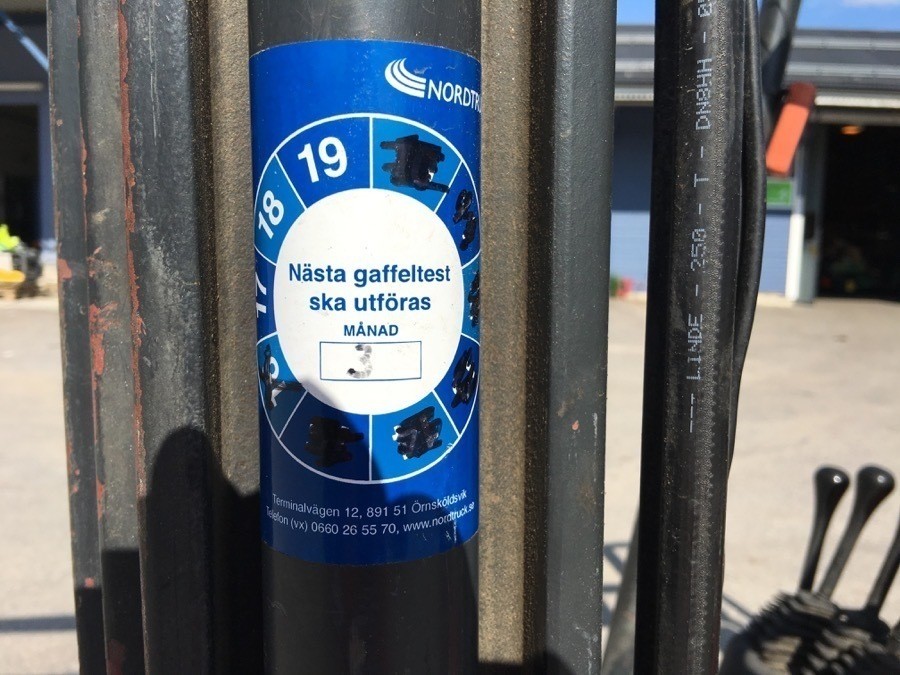 NORDTR
19
18
17
Nästa gaffeltest
ska utföras
MÅNAD
3
Terminalvägen 12, 891 51 Örnsköldsvik
Telefon (vx) 0660 26 55 70, www.nordtruck.se
--- LINDE - 250 - T - DN8HH - 0